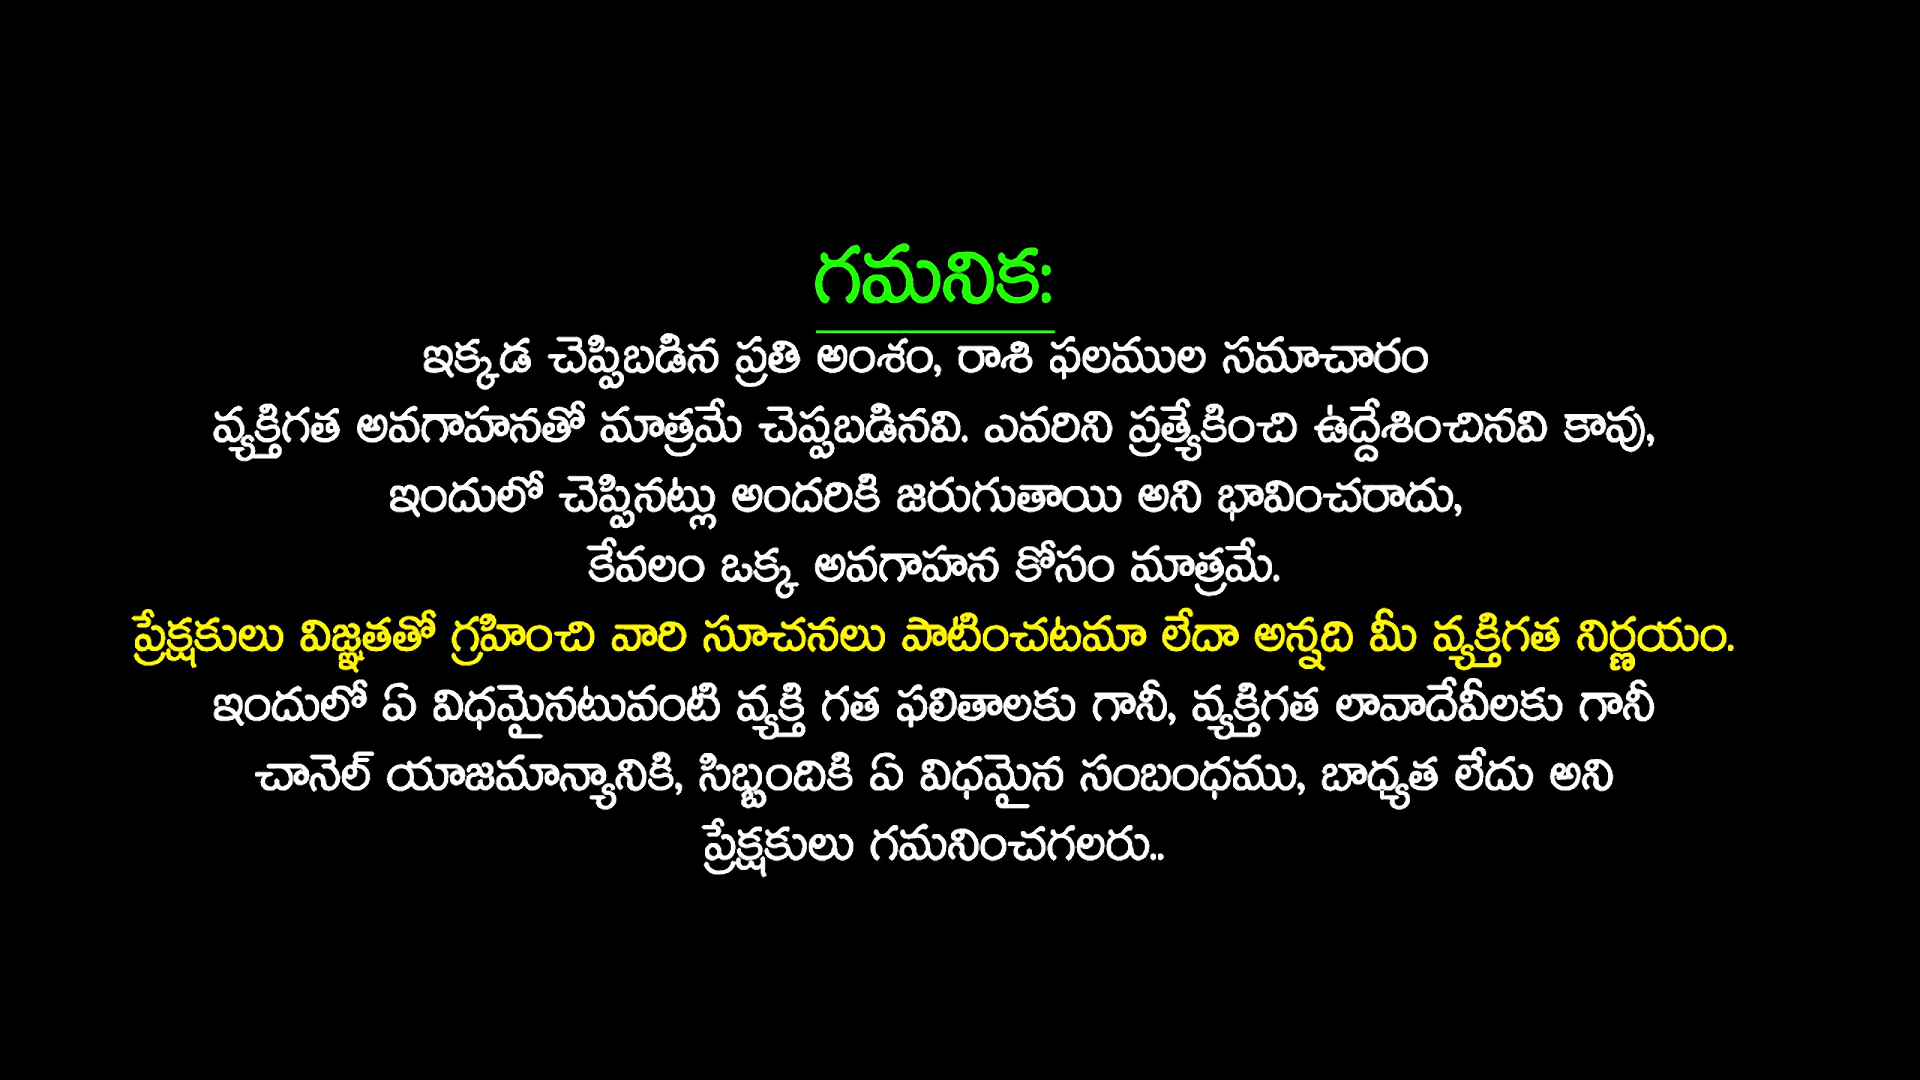 గమనిక:
ఇక్కడ చెప్పిబడిన ప్రతి అంశం, రాశి ఫలముల సమాచారం
వ్యక్తిగత అవగాహనతో మాత్రమే చెప్పబడినవి. ఎవరిని ప్రత్యేకించి ఉద్దేశించినవి కావు,
ఇందులో చెప్పినట్లు అందరికి జరుగుతాయి అని భావించరాదు,
కేవలం ఒక్క అవగాహన కోసం మాత్రమే.
ప్రేక్షకులు విజ్ఞతతో గ్రహించి వారి సూచనలు పాటించటమా లేదా అన్నది మీ వ్యక్తిగత నిర్ణయం.
ఇందులో ఏ విధమైనటువంటి వ్యక్తి గత ఫలితాలకు గానీ, వ్యక్తిగత లావాదేవీలకు గానీ
చానెల్ యాజమాన్యానికి, సిబ్బందికి ఏ విధమైన సంబంధము, బాధ్యత లేదు అని
ప్రేక్షకులు గమనించగలరు..